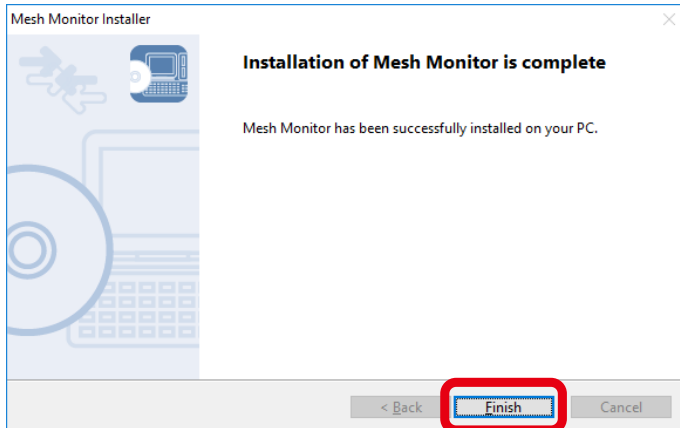 Mesh Monitor Installer
Installation of Mesh Monitor is complete
Mesh Monitor has been successfully installed on your PC.
< Back Finish Cancel